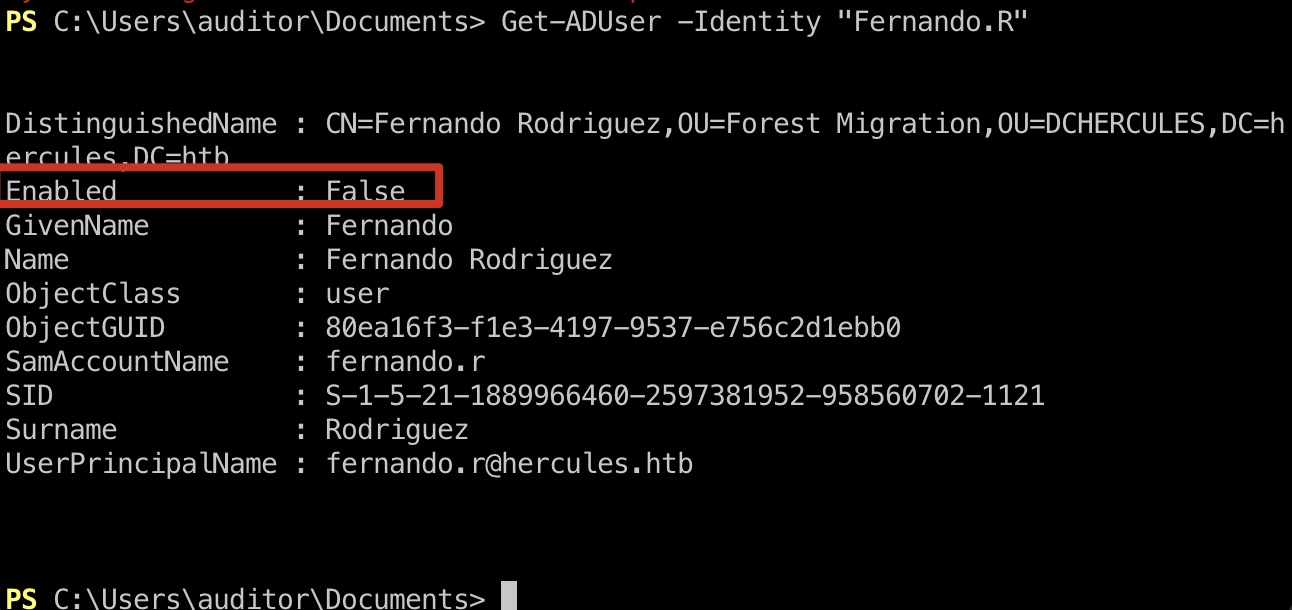 PS C:\Users\auditor\Documents> Get-ADUser -Identity "Fernando.R"
DistinguishedName : CN=Fernando Rodriguez,OU=Forest Migration,OU=DCHERCULES,DC=h
ercules,DC=htb
Enabled           : False
GivenName         : Fernando
Name              : Fernando Rodriguez
ObjectClass       : user
ObjectGUID        : 80ea16f3-f1e3-4197-9537-e756c2d1ebb0
SamAccountName    : fernando.r
SID               : S-1-5-21-1889966460-2597381952-958560702-1121
Surname           : Rodriguez
UserPrincipalName : fernando.r@hercules.htb
PS C:\Users\auditor\Documents>